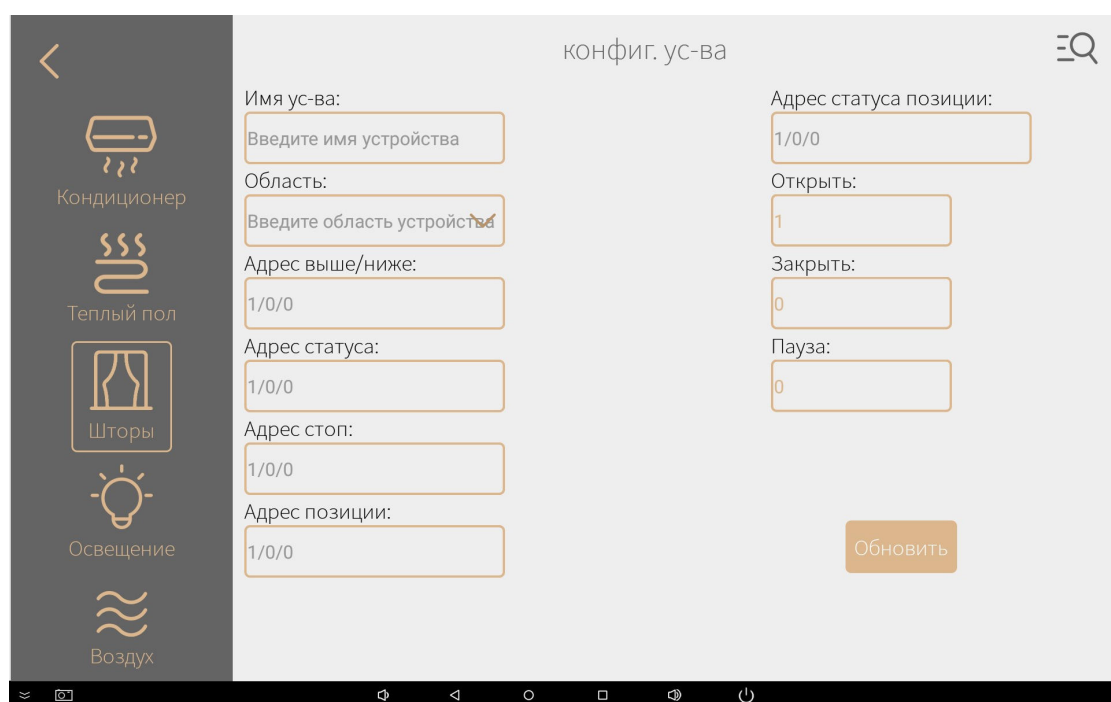 конфиг. ус-ва
Кондиционер
Теплый пол
Шторы
Освещение
Воздух
Имя ус-ва:
Введите имя устройства
Область:
Введите область устройства
Адрес выше/ниже:
1/0/0
Адрес статуса:
1/0/0
Адрес стоп:
1/0/0
Адрес позиции:
1/0/0
Адрес статуса позиции:
1/0/0
Открыть:
1
Закрыть:
0
Пауза:
0
Обновить